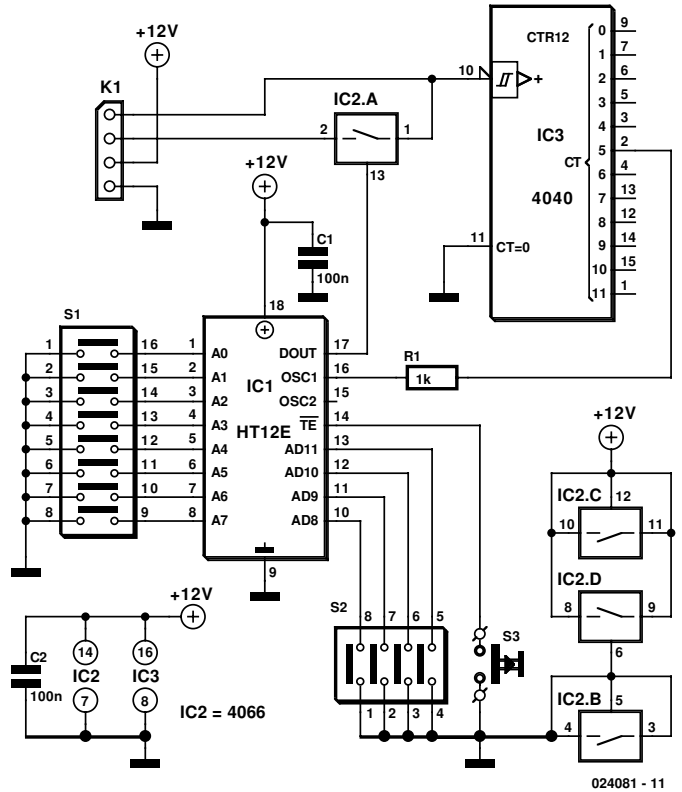 +12V
K1
IC2.A
2
1
13
10
CTR12
+
IC3
CT
4040
11
CT=0
0
9
1
7
2
6
3
5
4
3
5
2
6
4
7
13
8
12
9
14
10
15
11
1
+12V
C1
100n
18
S1
1
16
2
15
3
14
4
13
5
12
6
11
7
10
8
9
1
A0
2
A1
3
A2
4
A3
5
A4
6
A5
7
A6
8
A7
IC1
HT12E
DOUT
17
OSC1
16
OSC2
15
TE
14
AD11
13
AD10
12
AD9
11
AD8
10
9
R1
1k
+12V
IC2.C
12
10
11
IC2.D
8
9
6
IC2.B
5
4
3
S2
8
7
6
5
1
2
3
4
S3
+12V
C2
100n
14
IC2
7
16
IC3
8
IC2 = 4066
024081 - 11